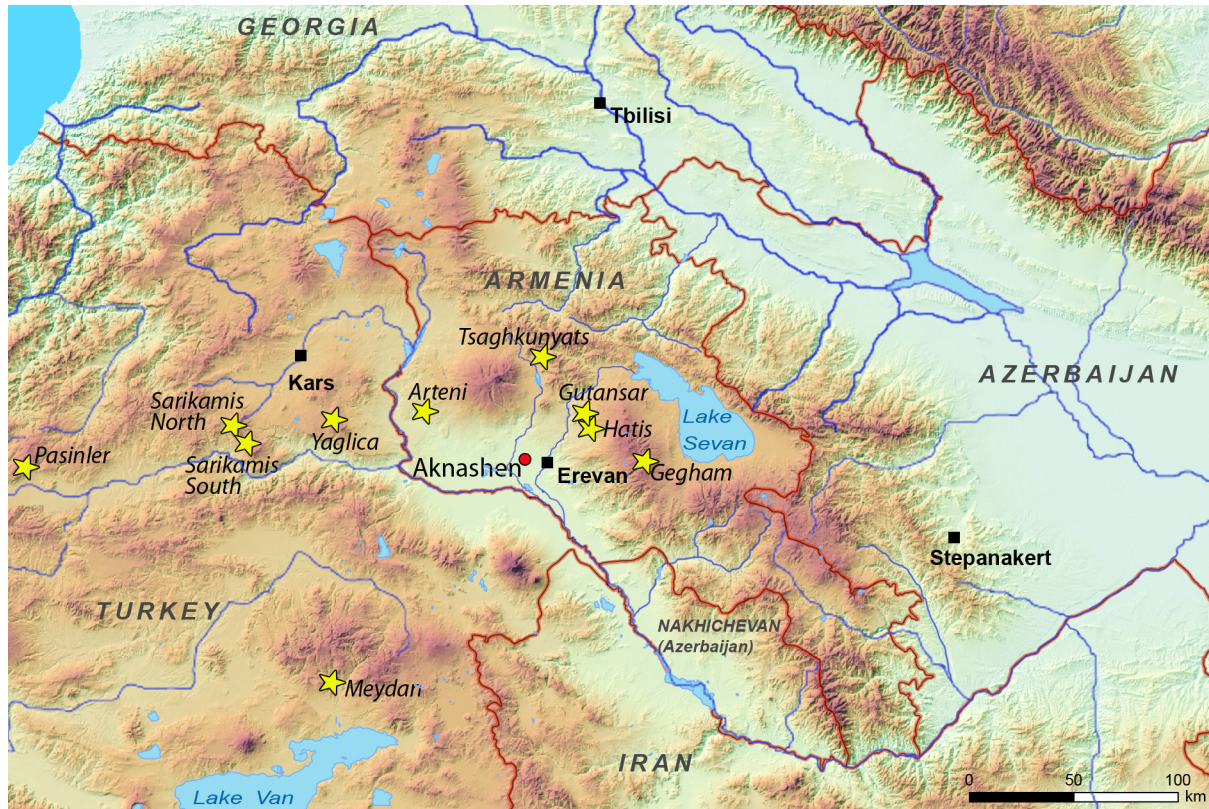 GEORGIA
Tbilisi
ARMENIA
Tsaghkunyats
Kars
AZERBAIJAN
Arteni
Gutansar
Sarikamis
North
Lake
Sevan
Yaglica
Hatis
Pasinler
Sarikamis
South
Aknashen
Erevan
Gegham
Stepanakert
TURKEY
NAKHICHEVAN
(Azerbaijan)
Meydan
IRAN
Lake Van
0 50 100
km